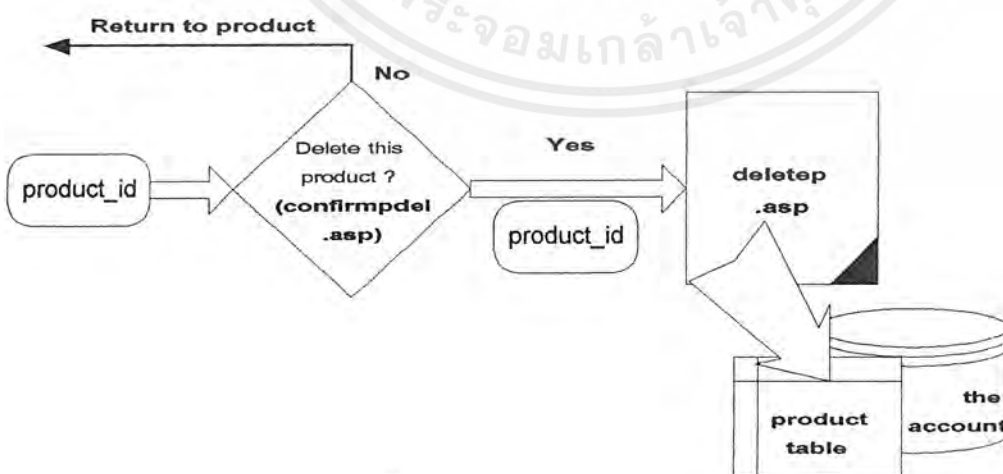 Return to product
No
Delete this
product ?
(confirmpdel
.asp)
product_id
Yes
product_id
deletep
.asp
product
table
the
account